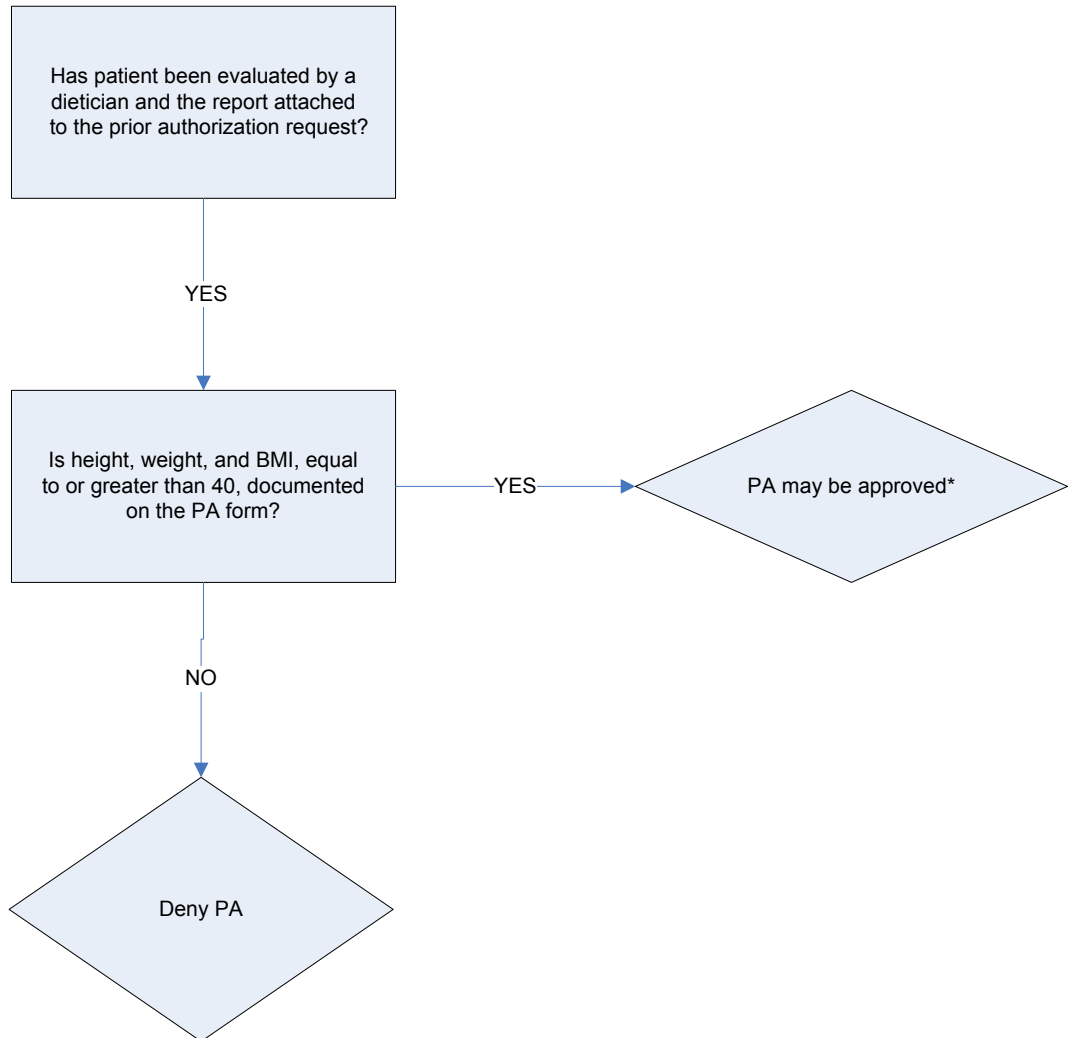 Has patient been evaluated by a
dietician and the report attached
to the prior authorization request?
YES
Is height, weight, and BMI, equal
to or greater than 40, documented
on the PA form?
YES
PA may be approved*
NO
Deny PA